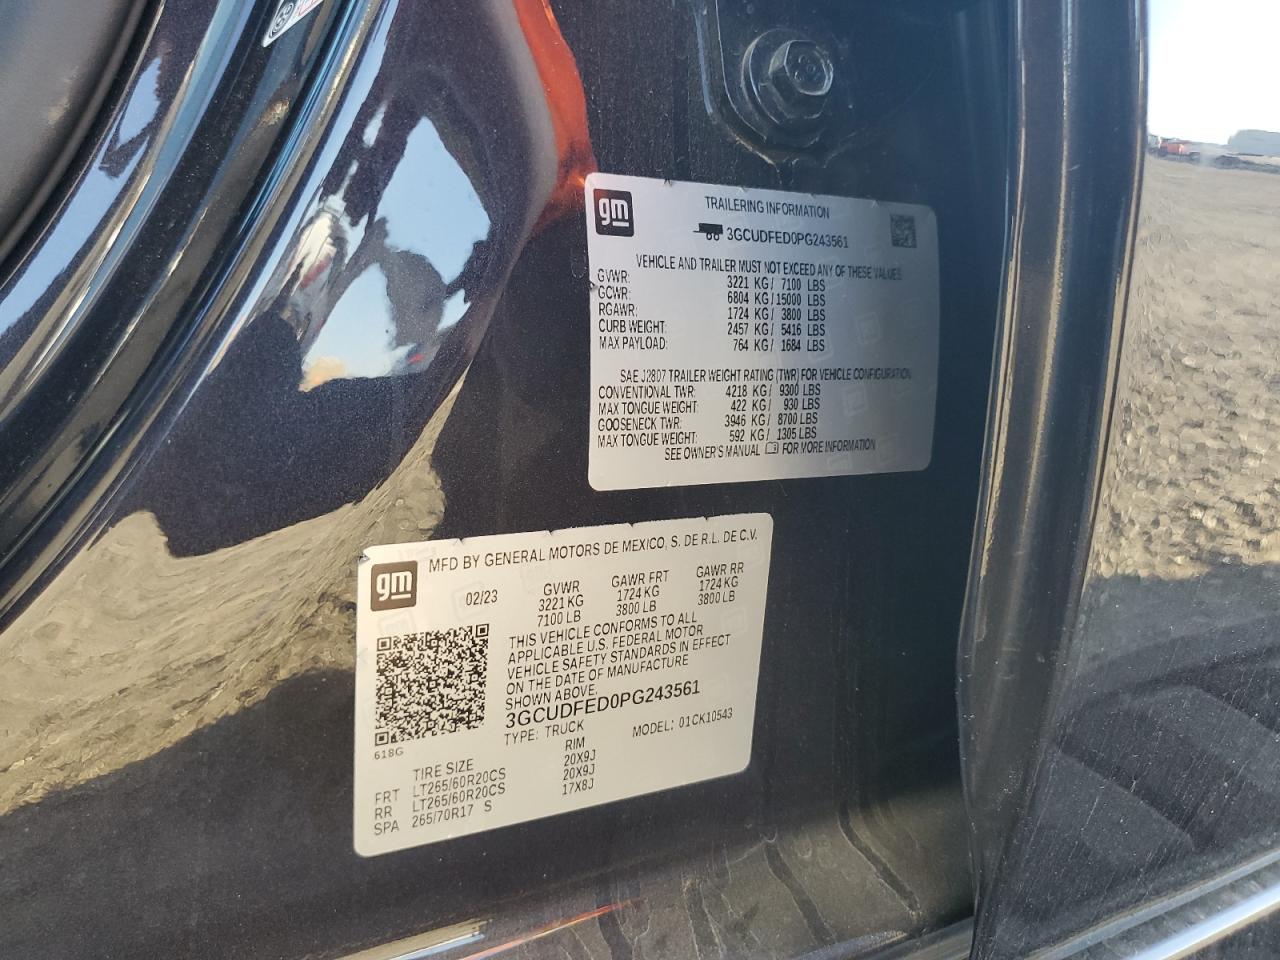 gm
TRAILERING INFORMATION
3GCUDFED0PG243561
VEHICLE AND TRAILER MUST NOT EXCEED ANY OF THESE VALUES
GVWR: 3221 KG/ 7100 LBS
GCWR: 6804 KG/15000 LBS
RGAWR: 1724 KG/ 3800 LBS
CURB WEIGHT: 2457 KG/ 5416 LBS
MAX PAYLOAD: 764 KG/ 1684 LBS
SAE J2807 TRAILER WEIGHT RATING (TWR) FOR VEHICLE CONFIGURATION
CONVENTIONAL TWR: 4218 KG/ 9300 LBS
MAX TONGUE WEIGHT: 422 KG/ 930 LBS
GOOSENECK TWR: 3946 KG/ 8700 LBS
MAX TONGUE WEIGHT: 592 KG/ 1305 LBS
SEE OWNER'S MANUAL FOR MORE INFORMATION
gm
MFD BY GENERAL MOTORS DE MEXICO, S. DE R.L. DE C.V.
02/23
GVWR GAWR FRT GAWR RR
3221 KG 1724 KG 1724 KG
7100 LB 3800 LB 3800 LB
THIS VEHICLE CONFORMS TO ALL
APPLICABLE U.S. FEDERAL MOTOR
VEHICLE SAFETY STANDARDS IN EFFECT
ON THE DATE OF MANUFACTURE
SHOWN ABOVE.
3GCUDFED0PG243561
TYPE: TRUCK MODEL: 01CK10543
618G
TIRE SIZE RIM
FRT LT265/60R20CS 20X9J
RR LT265/60R20CS 20X9J
SPA 265/70R17 S 17X8J